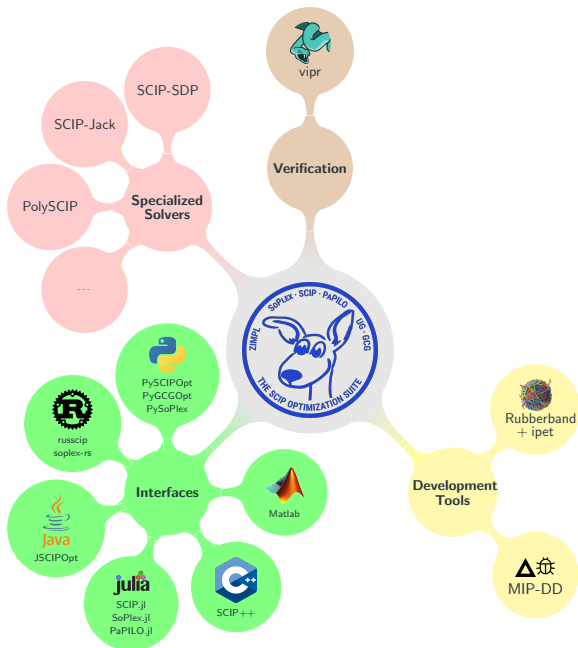 vipr
SCIP-SDP
SCIP-Jack
Verification
PolySCIP
Specialized
Solvers
...
ZIMPL
SoPlex · SCIP · PaPILO
UG · GCG
THE SCIP OPTIMIZATION SUITE
PySCIPOpt
PyGCGOpt
PySoPlex
R
russcip
soplex-rs
Rubberband
+ ipet
Interfaces
Development
Tools
Matlab
Java
JSCIPOpt
julia
SCIP.jl
SoPlex.jl
PaPILO.jl
C++
SCIP++
MIP-DD